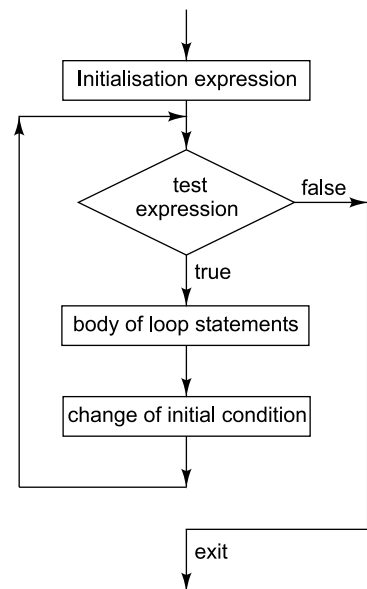 Initialisation expression
test
expression
false
true
body of loop statements
change of initial condition
exit